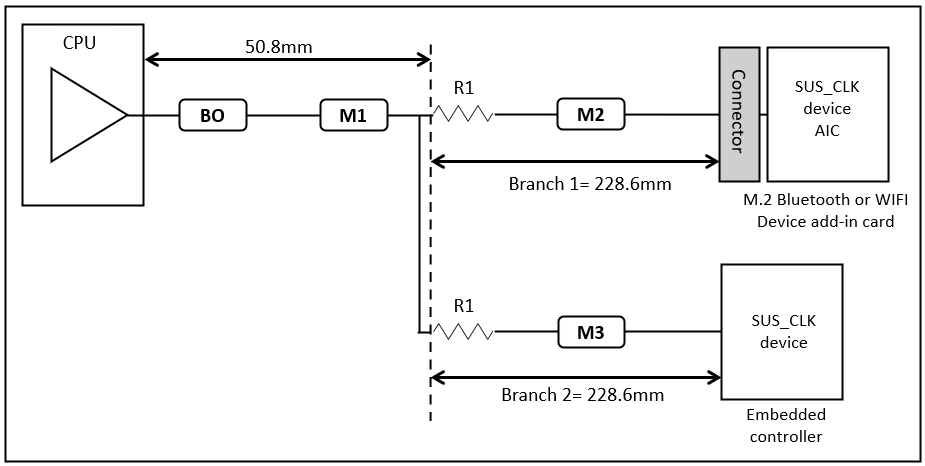 CPU
50.8mm
BO
M1
R1
M2
Connector
SUS_CLK
device
AIC
Branch 1= 228.6mm
M.2 Bluetooth or WIFI
Device add-in card
R1
M3
SUS_CLK
device
Branch 2= 228.6mm
Embedded
controller